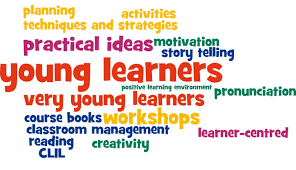 planning
activities
techniques and strategies
practical ideas
motivation
story telling
young learners
positive learning environment
very young learners
pronunciation
course books
workshops
classroom management
learner-centred
reading
creativity
CLIL